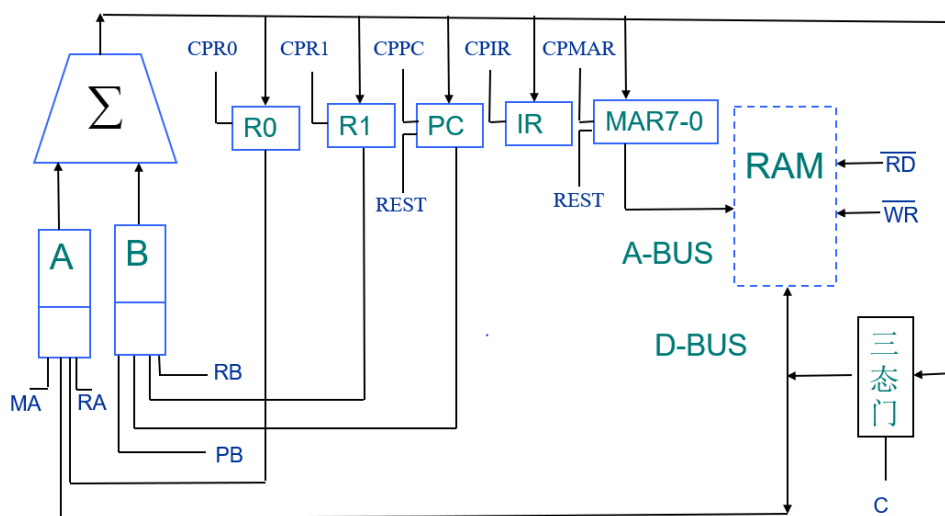 CPR0 CPR1 CPPC CPIR CPMAR
∑
R0 R1 PC IR MAR7-0
RAM
RD
REST REST
WR
A B
A-BUS
D-BUS
三态门
RB
MA RA
PB
C